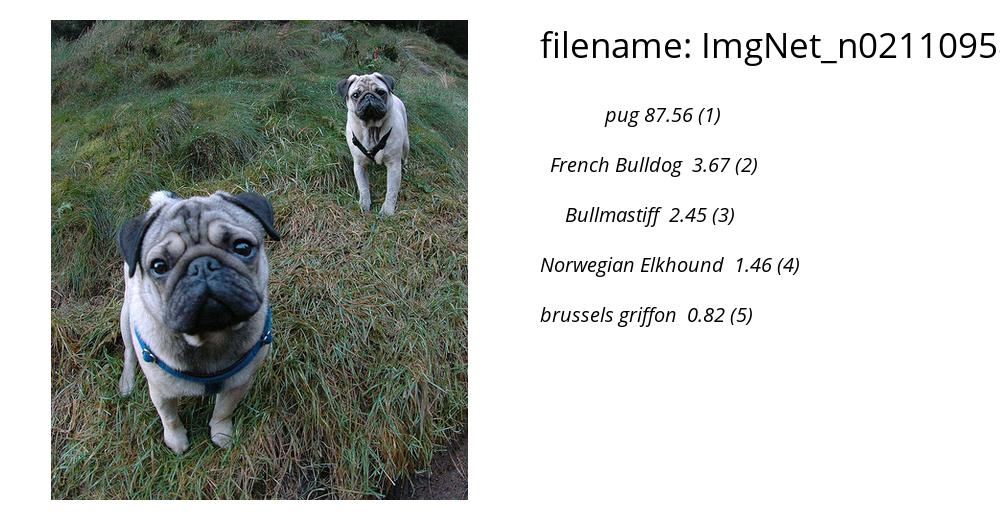 filename: ImgNet_n0211095
pug 87.56 (1)
French Bulldog 3.67 (2)
Bullmastiff 2.45 (3)
Norwegian Elkhound 1.46 (4)
brussels griffon 0.82 (5)